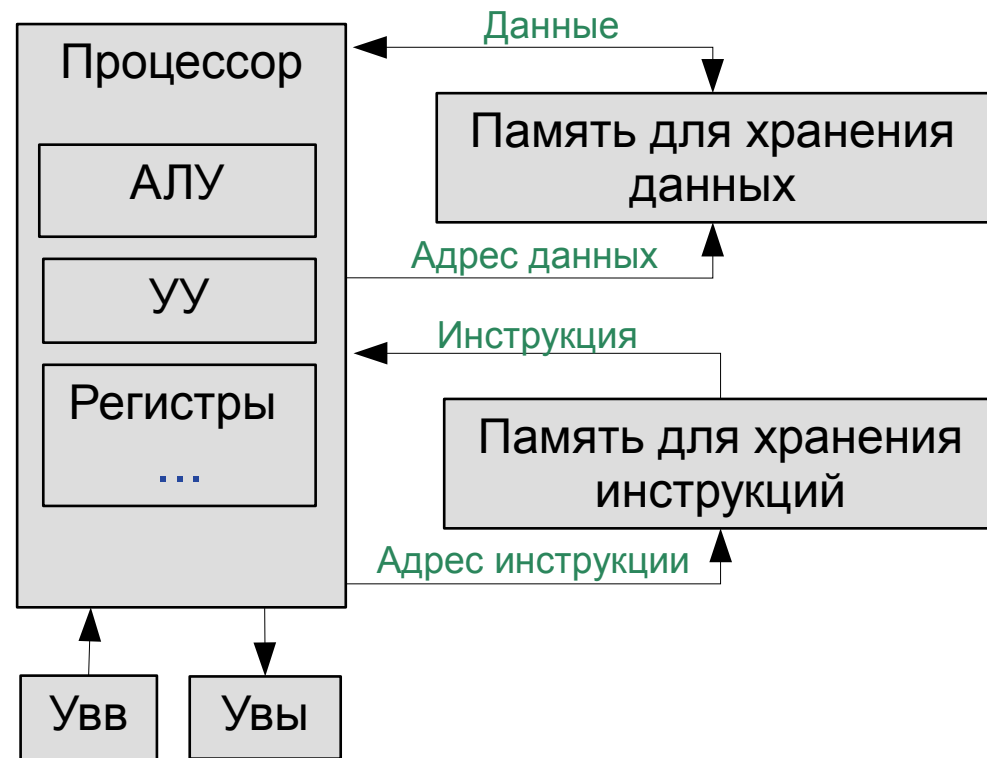 Процессор
АЛУ
УУ
Регистры
...
Данные
Память для хранения
данных
Адрес данных
Инструкция
Память для хранения
инструкций
Адрес инструкции
Увв
Увы